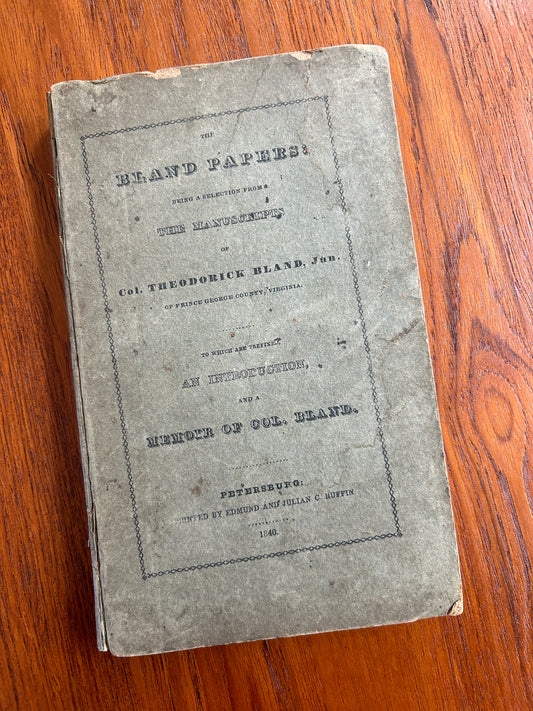 THE
BLAND PAPERS:
BEING A SELECTION FROM
THE MANUSCRIPTS
OF
Col. THEODORICK BLAND, Jun.
OF PRINCE GEORGE COUNTY, VIRGINIA.
TO WHICH ARE PREFIXED
AN INTRODUCTION,
AND A
MEMOIR OF COL. BLAND.
PETERSBURG:
PRINTED BY EDMUND AND JULIAN C. RUFFIN
1840.